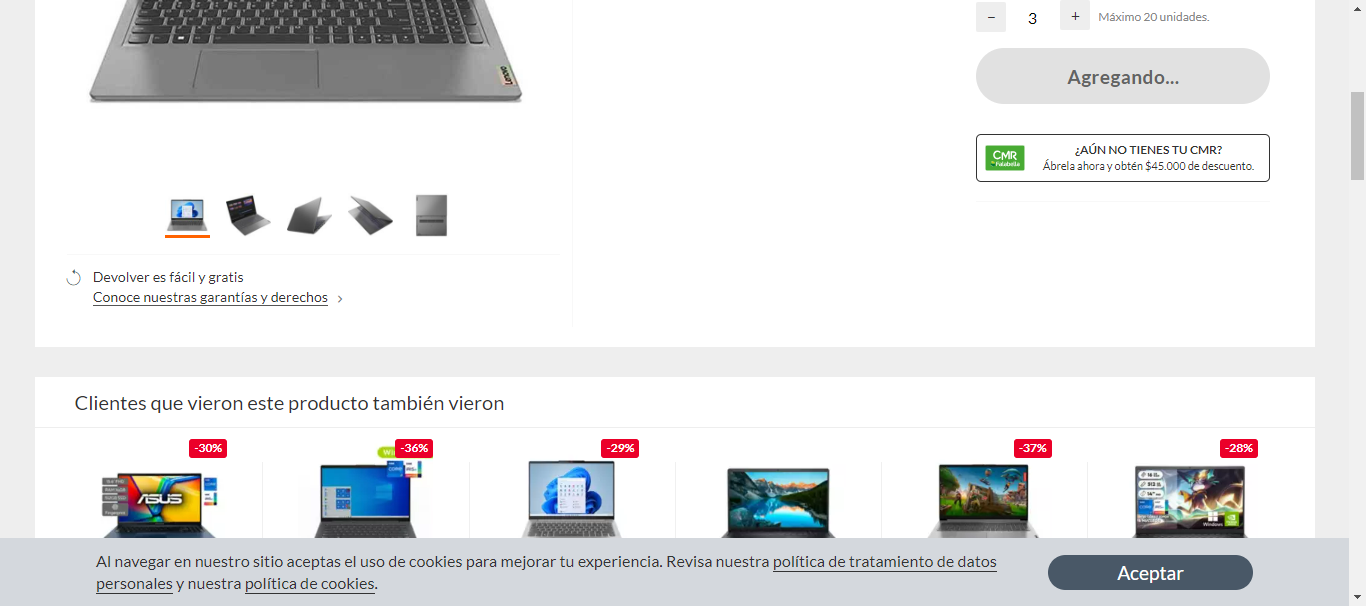 Lenovo
−
3
+
Máximo 20 unidades.
Agregando...
CMR
Falabella
¿AÚN NO TIENES TU CMR?
Ábrela ahora y obtén $45.000 de descuento.
Devolver es fácil y gratis
Conoce nuestras garantías y derechos
Clientes que vieron este producto también vieron
-30%
-36%
-29%
-37%
-28%
ASUS
Al navegar en nuestro sitio aceptas el uso de cookies para mejorar tu experiencia. Revisa nuestra política de tratamiento de datos
personales y nuestra política de cookies.
Aceptar